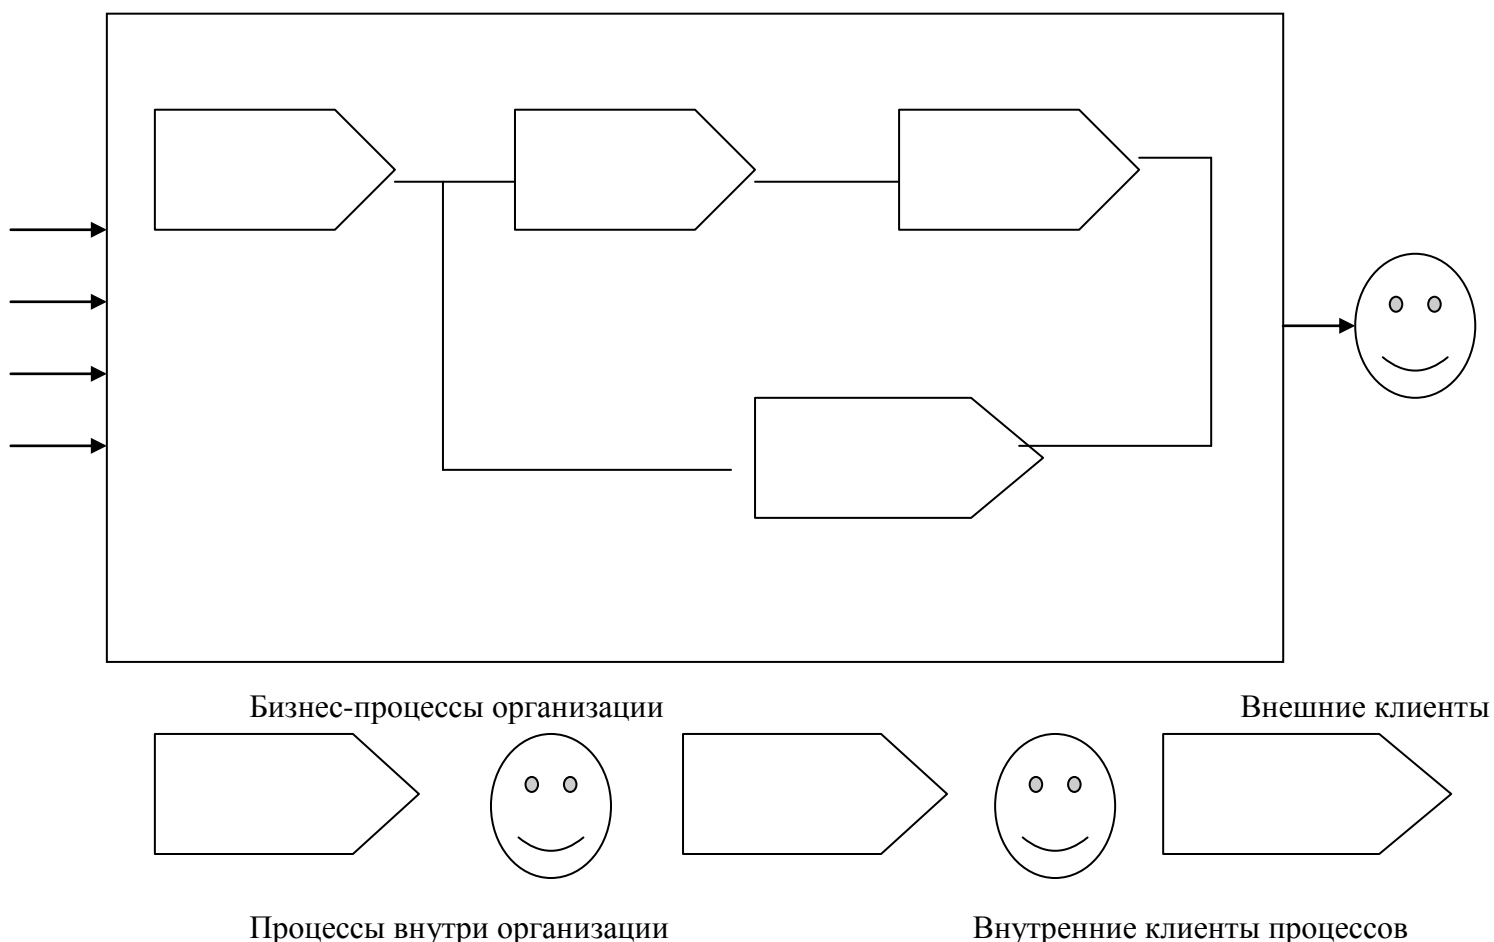 Бизнес-процессы организации
Внешние клиенты
Процессы внутри организации
Внутренние клиенты процессов